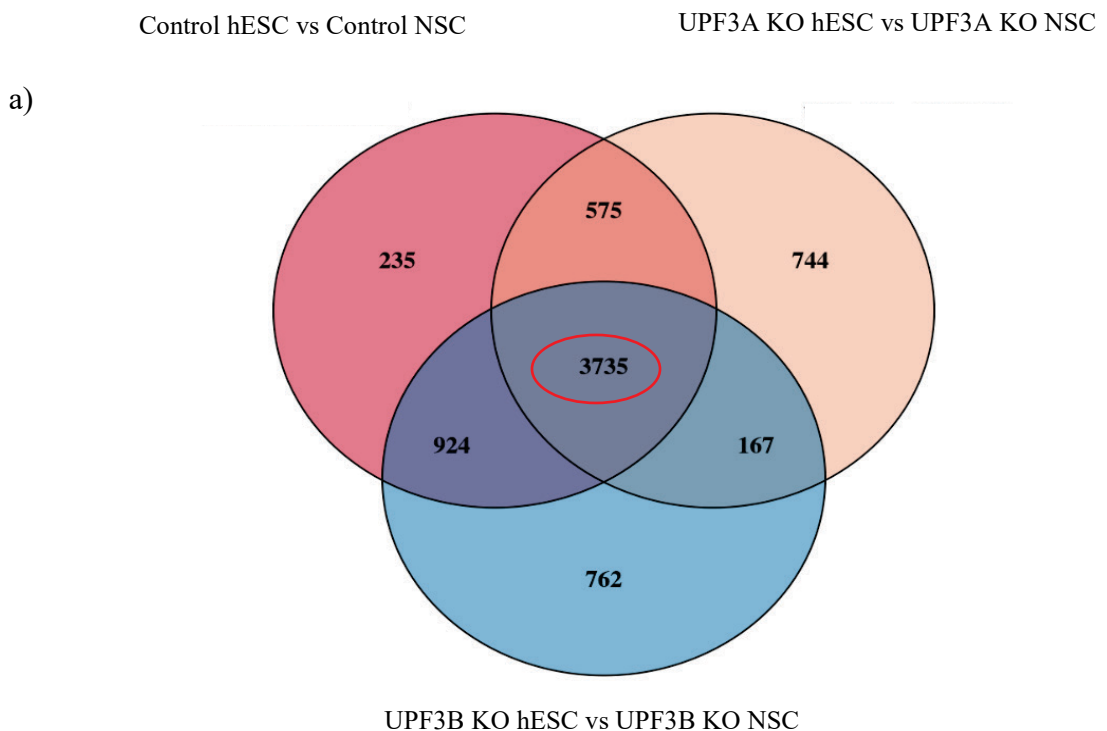 Control hESC vs Control NSC
UPF3A KO hESC vs UPF3A KO NSC
a)
575
235
744
3735
924
167
762
UPF3B KO hESC vs UPF3B KO NSC